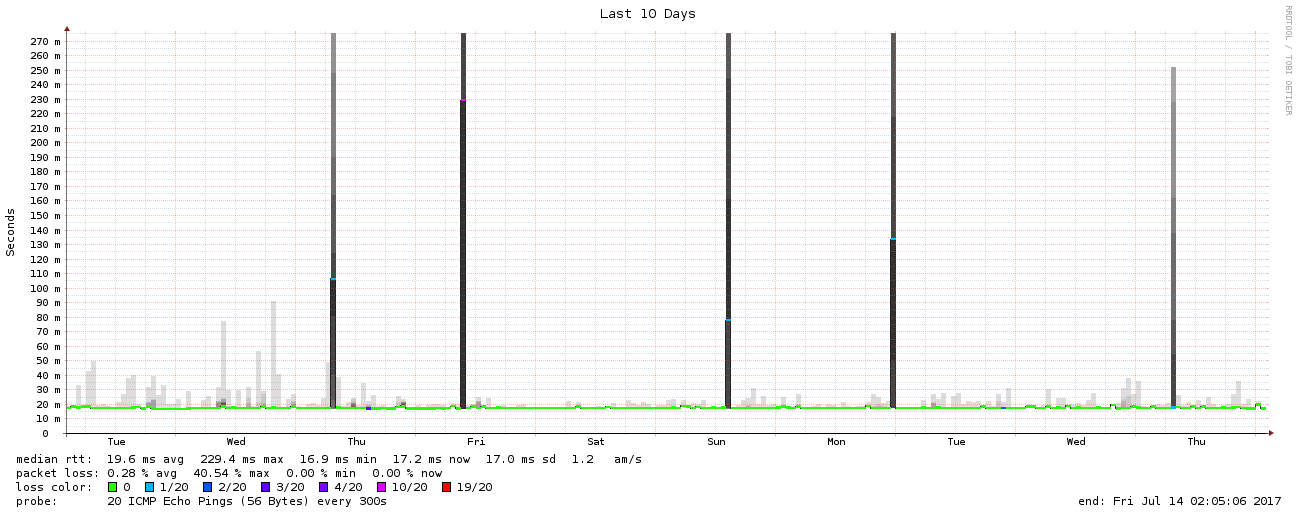 Last 10 Days
RRDTOOL / TOBI OETIKER
Seconds
270 m
260 m
250 m
240 m
230 m
220 m
210 m
200 m
190 m
180 m
170 m
160 m
150 m
140 m
130 m
120 m
110 m
100 m
90 m
80 m
70 m
60 m
50 m
40 m
30 m
20 m
10 m
0
Tue Wed Thu Fri Sat Sun Mon Tue Wed Thu
median rtt: 19.6 ms avg 229.4 ms max 16.9 ms min 17.2 ms now 17.0 ms sd 1.2 am/s
packet loss: 0.28 % avg 40.54 % max 0.00 % min 0.00 % now
loss color: 0 1/20 2/20 3/20 4/20 10/20 19/20
probe: 20 ICMP Echo Pings (56 Bytes) every 300s end: Fri Jul 14 02:05:06 2017